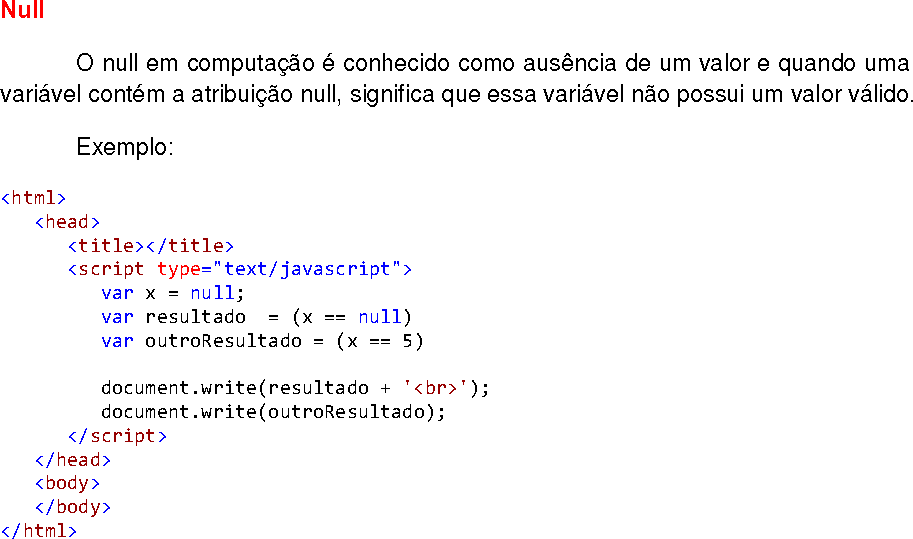 Null
O null em computação é conhecido como ausência de um valor e quando uma
variável contém a atribuição null, significa que essa variável não possui um valor válido.
Exemplo:
<html>
   <head>
      <title></title>
      <script type="text/javascript">
         var x = null;
         var resultado  = (x == null)
         var outroResultado = (x == 5)

         document.write(resultado + '<br>');
         document.write(outroResultado);
      </script>
   </head>
   <body>
   </body>
</html>